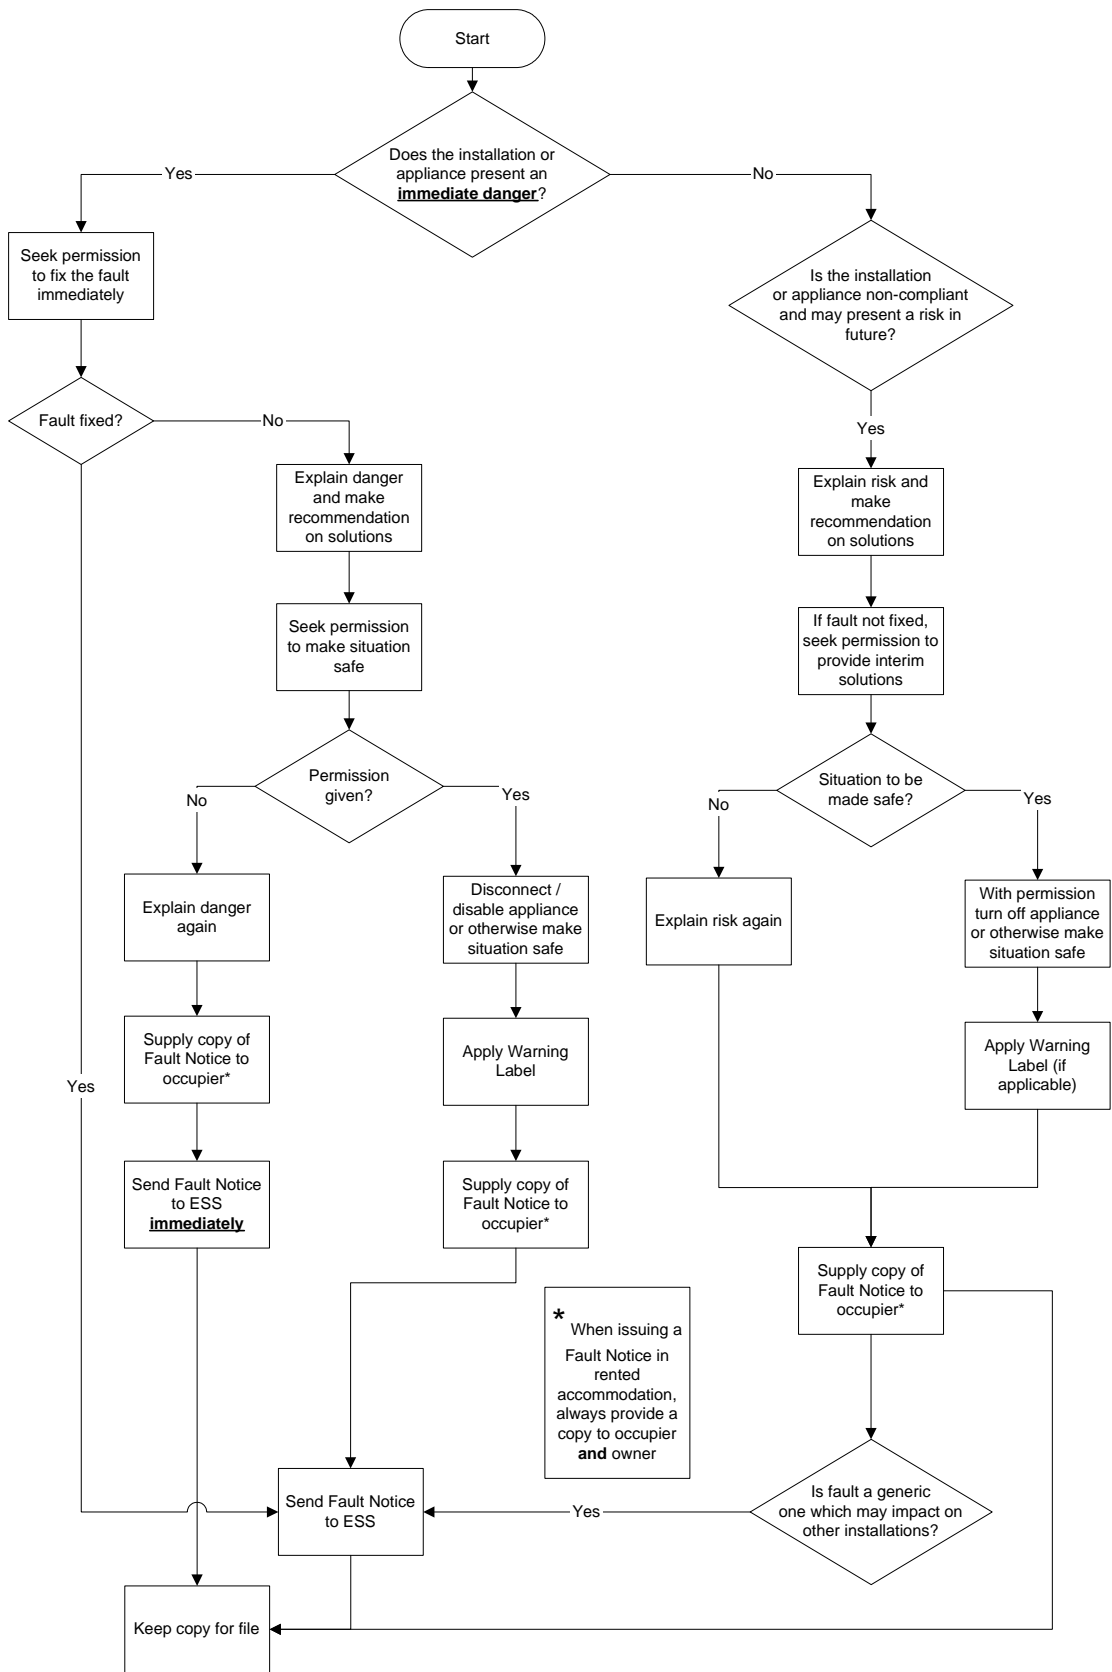 Start
Does the installation or
appliance present an
immediate danger?
Yes
No
Seek permission
to fix the fault
immediately
Is the installation
or appliance non-compliant
and may present a risk in
future?
Fault fixed?
No
Yes
Explain danger
and make
recommendation
on solutions
Explain risk and
make
recommendation
on solutions
Seek permission
to make situation
safe
If fault not fixed,
seek permission to
provide interim
solutions
Permission
given?
No
Yes
Situation to be
made safe?
No
Yes
Explain danger
again
Disconnect /
disable appliance
or otherwise make
situation safe
Explain risk again
With permission
turn off appliance
or otherwise make
situation safe
Supply copy of
Fault Notice to
occupier*
Apply Warning
Label
Apply Warning
Label (if
applicable)
Yes
Send Fault Notice
to ESS
immediately
Supply copy of
Fault Notice to
occupier*
Supply copy of
Fault Notice to
occupier*
* When issuing a
Fault Notice in
rented
accommodation,
always provide a
copy to occupier
and owner
Send Fault Notice
to ESS
Yes
Is fault a generic
one which may impact on
other installations?
Keep copy for file